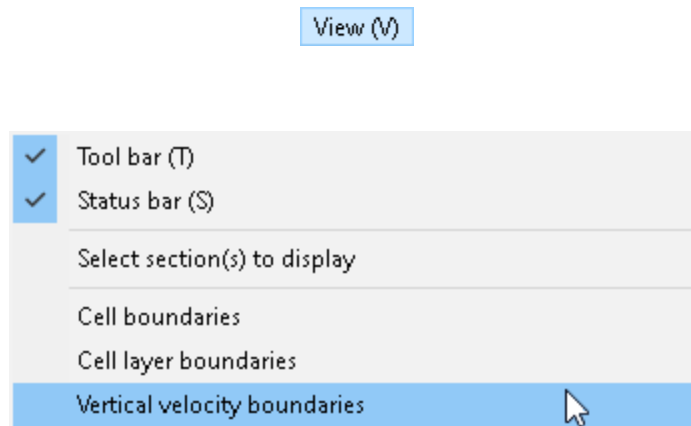 View (V)
Tool bar (T)
Status bar (S)
Select section(s) to display
Cell boundaries
Cell layer boundaries
Vertical velocity boundaries